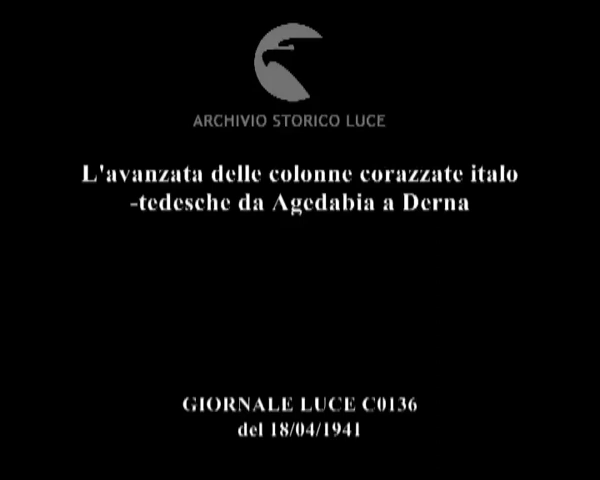 ARCHIVIO STORICO LUCE
L'avanzata delle colonne corazzate italo
-tedesche da Agedabia a Derna
GIORNALE LUCE C0136
del 18/04/1941